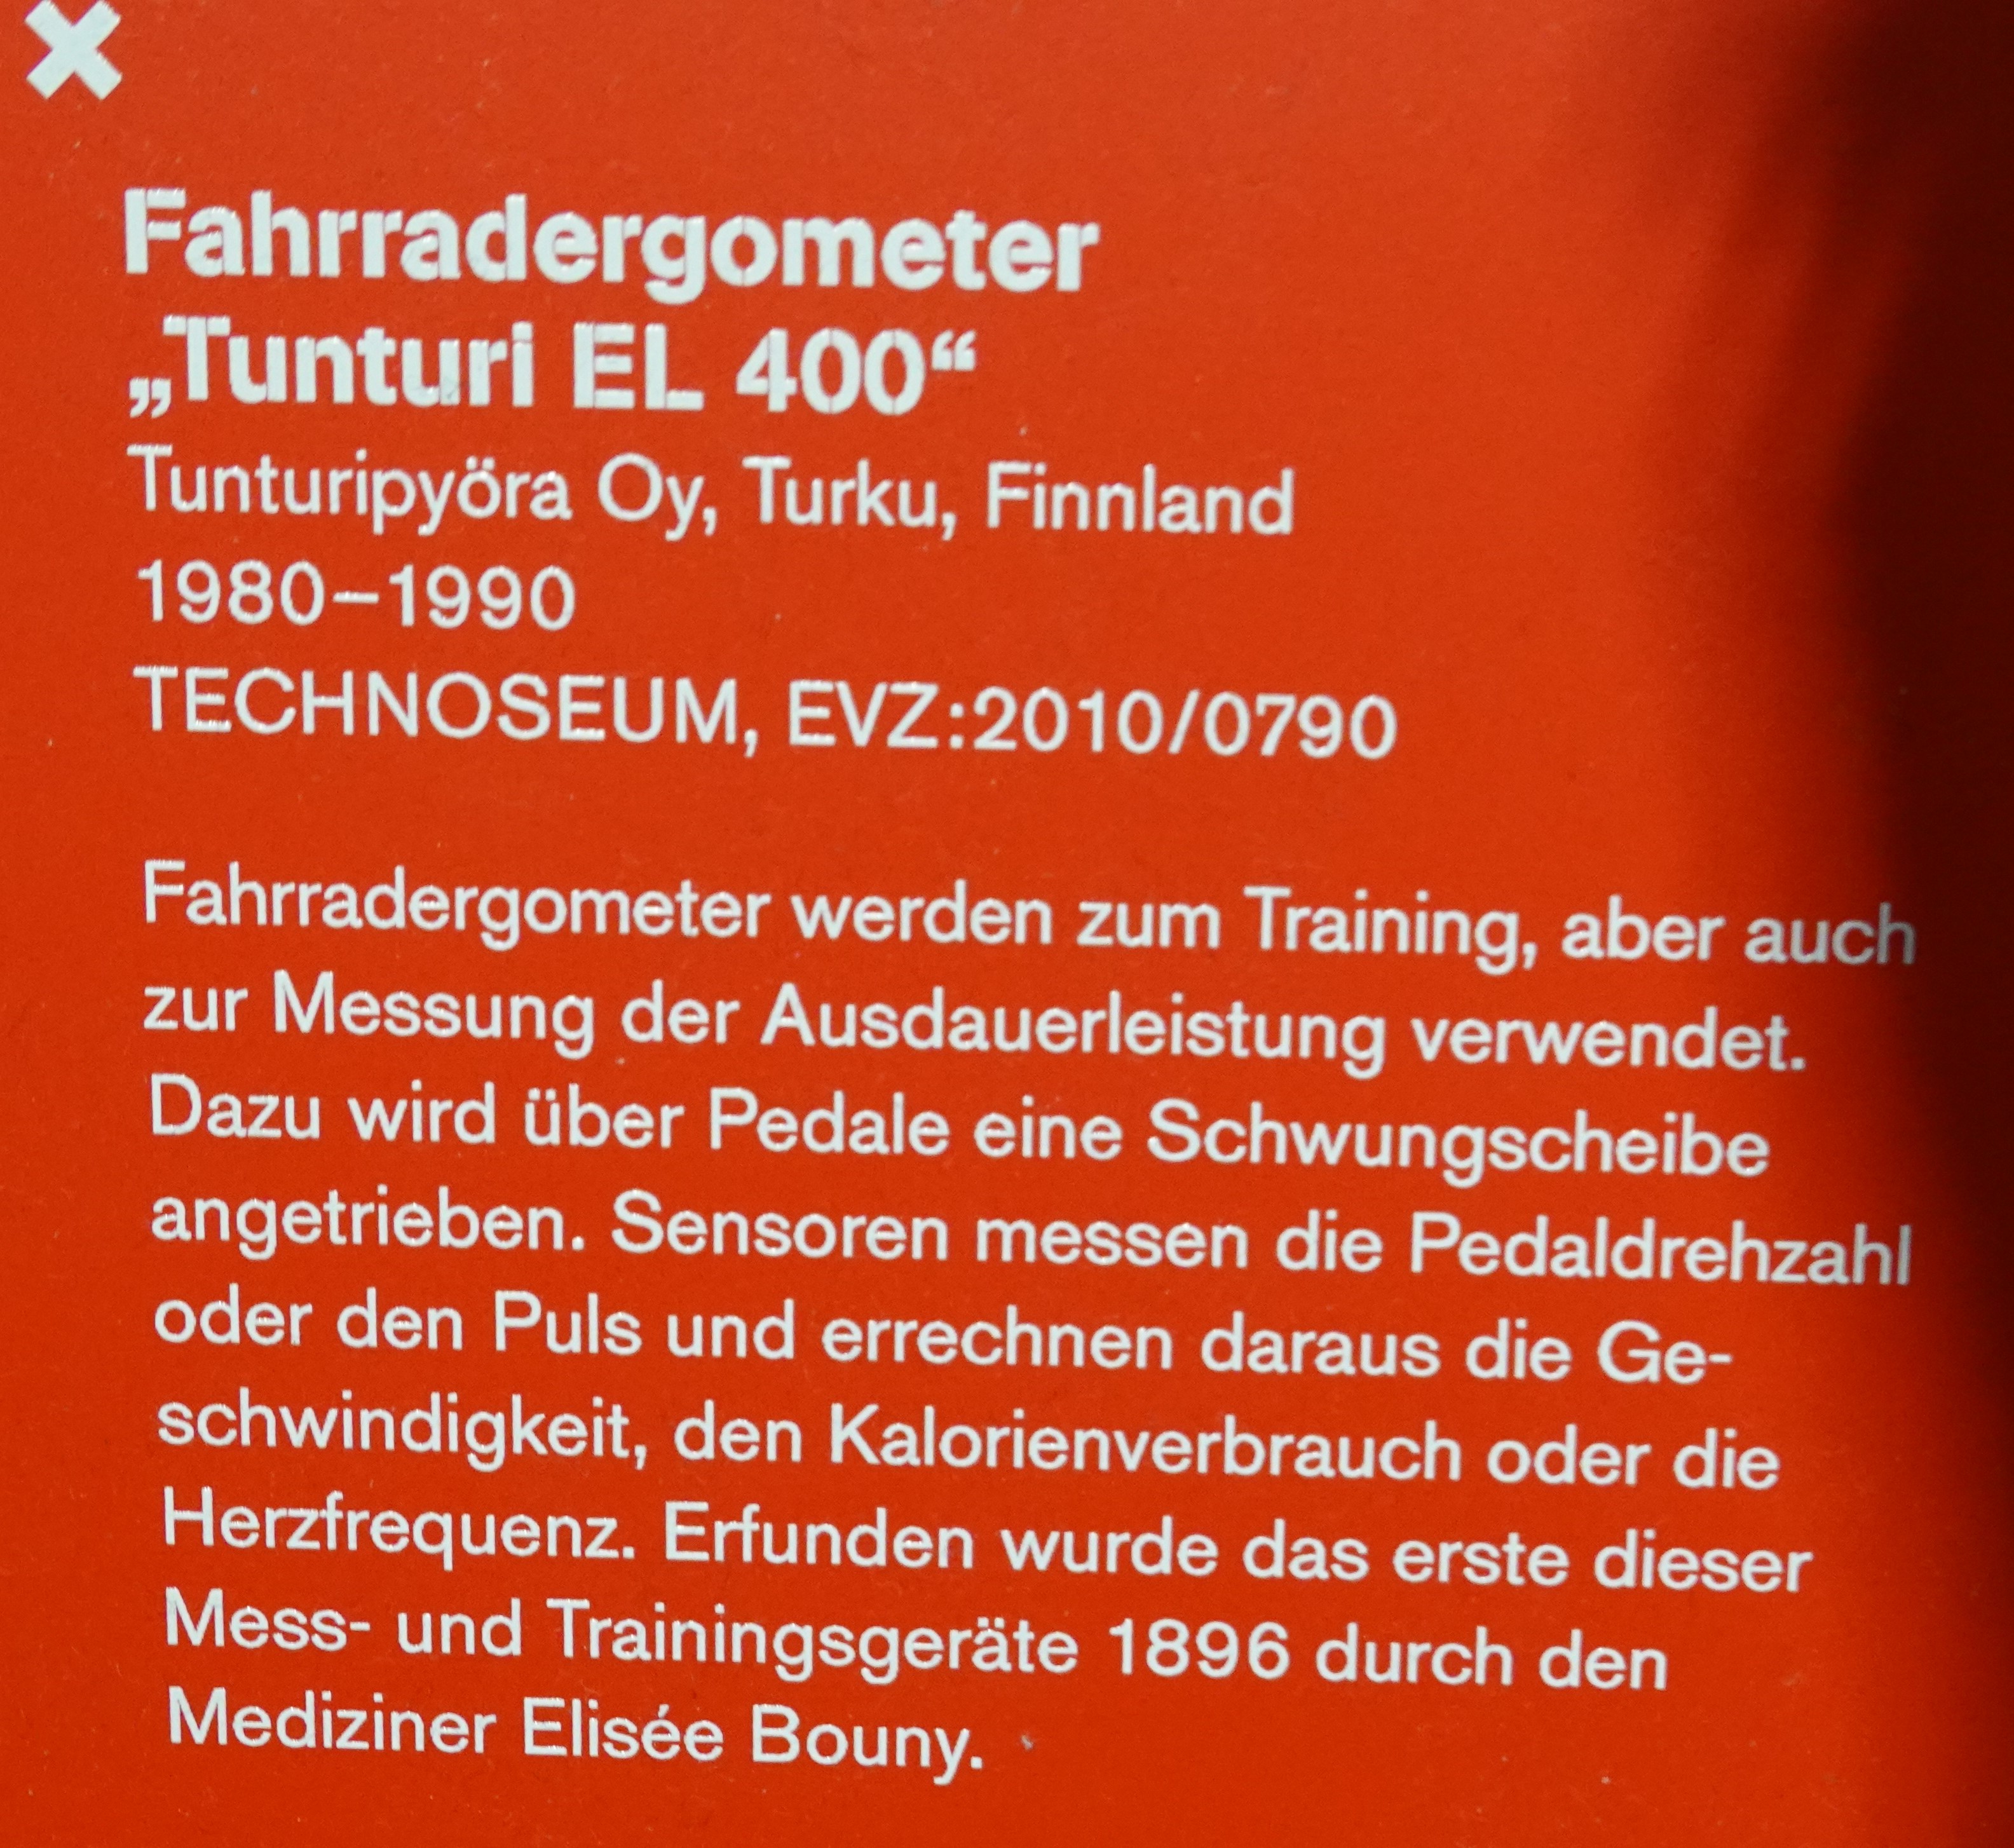 Fahrradergometer
„Tunturi EL 400“
Tunturipyöra Oy, Turku, Finnland
1980–1990
TECHNOSEUM, EVZ:2010/0790
Fahrradergometer werden zum Training, aber auch
zur Messung der Ausdauerleistung verwendet.
Dazu wird über Pedale eine Schwungscheibe
angetrieben. Sensoren messen die Pedaldrehzahl
oder den Puls und errechnen daraus die Ge-
schwindigkeit, den Kalorienverbrauch oder die
Herzfrequenz. Erfunden wurde das erste dieser
Mess- und Trainingsgeräte 1896 durch den
Mediziner Elisée Bouny.